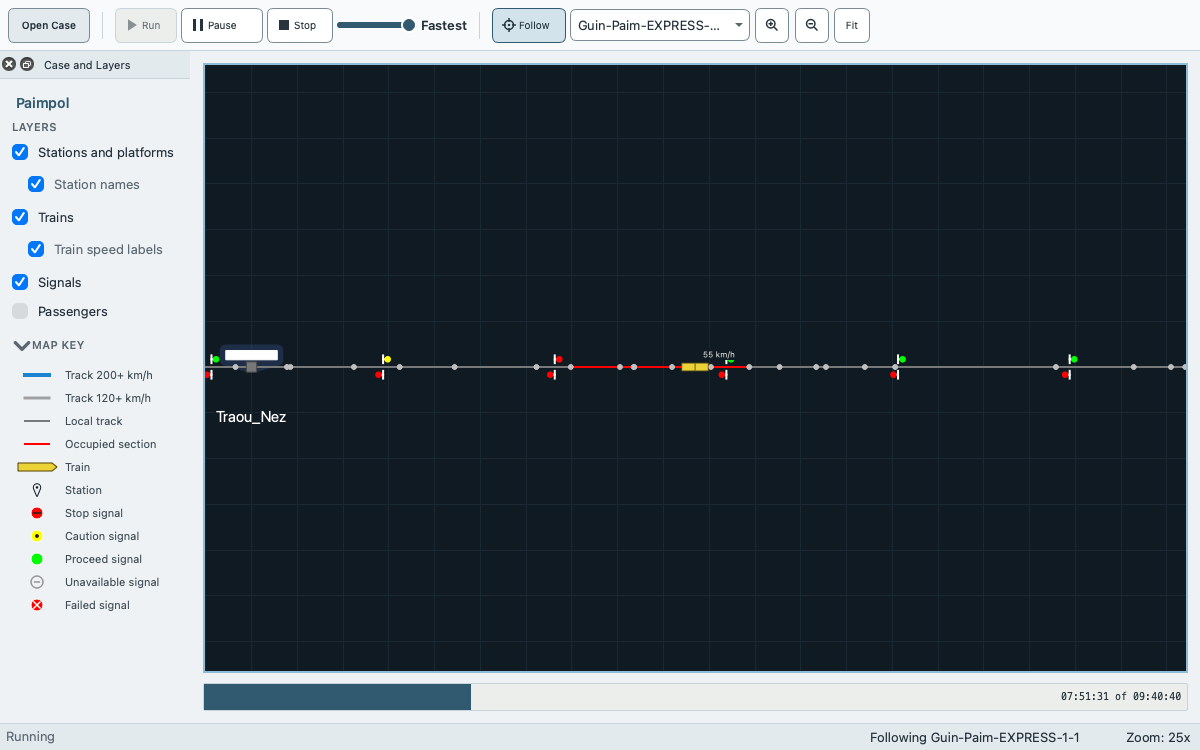 Open Case
Run
Pause
Stop
Fastest
Follow
Guin-Paim-EXPRESS-...
Fit
Case and Layers
Paimpol
LAYERS
Stations and platforms
Station names
Trains
Train speed labels
Signals
Passengers
MAP KEY
Track 200+ km/h
Track 120+ km/h
Local track
Occupied section
Train
Station
Stop signal
Caution signal
Proceed signal
Unavailable signal
Failed signal
55 km/h
Traou_Nez
07:51:31 of 09:40:40
Running
Following Guin-Paim-EXPRESS-1-1
Zoom: 25x